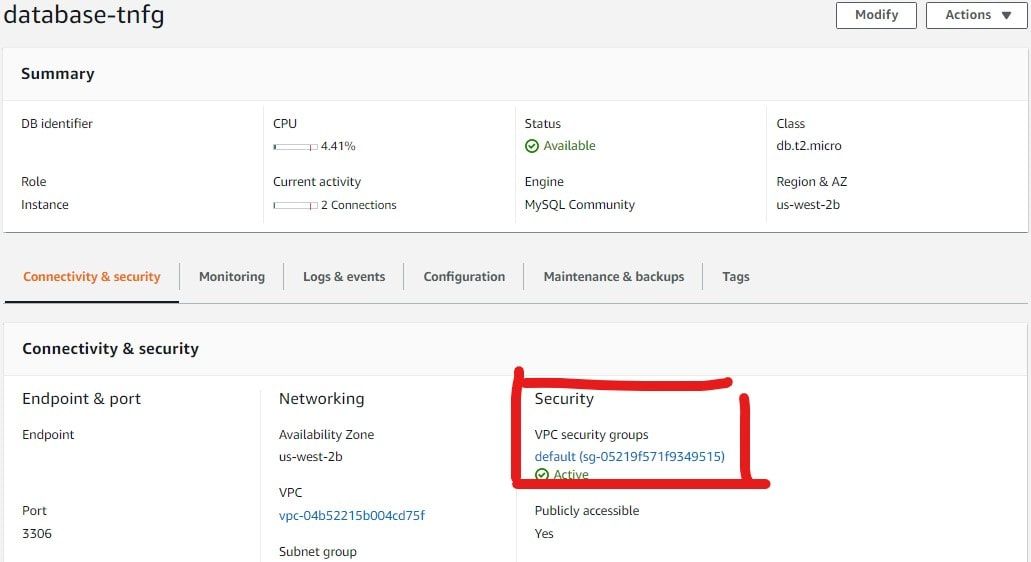 database-tnfg
Modify
Actions
Summary
DB identifier
CPU
4.41%
Status
Available
Class
db.t2.micro
Role
Instance
Current activity
2 Connections
Engine
MySQL Community
Region & AZ
us-west-2b
Connectivity & security
Monitoring
Logs & events
Configuration
Maintenance & backups
Tags
Connectivity & security
Endpoint & port
Endpoint
Port
3306
Networking
Availability Zone
us-west-2b
VPC
vpc-04b52215b004cd75f
Subnet group
Security
VPC security groups
default (sg-05219f571f9349515)
Active
Publicly accessible
Yes